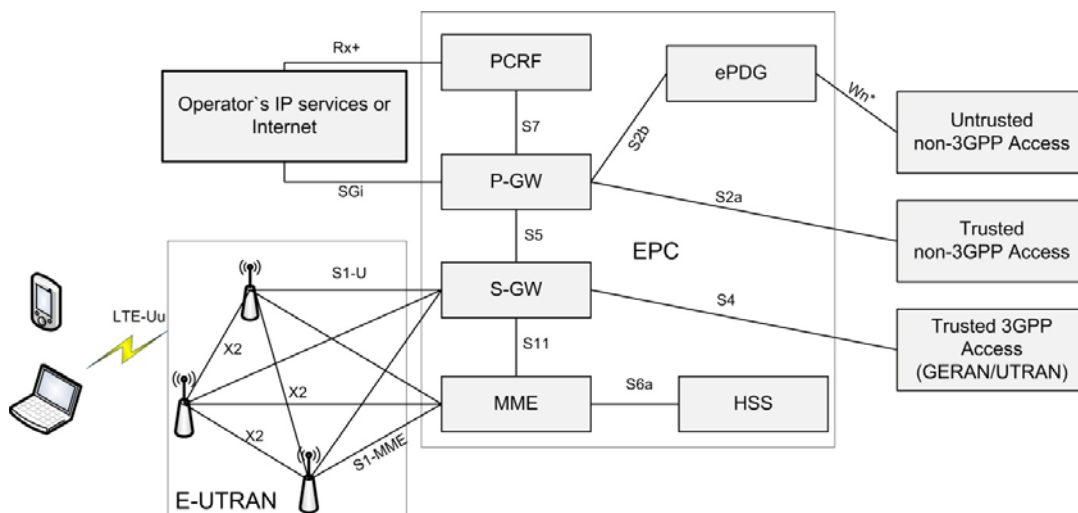 Rx+
PCRF
ePDG
Wn*
Operator`s IP services or
Internet
Untrusted
non-3GPP Access
S7
S2b
SGi
P-GW
S2a
Trusted
non-3GPP Access
S5
EPC
S1-U
S-GW
S4
LTE-Uu
Trusted 3GPP
Access
(GERAN/UTRAN)
X2
S11
X2
MME
S6a
HSS
X2
S1-MME
E-UTRAN